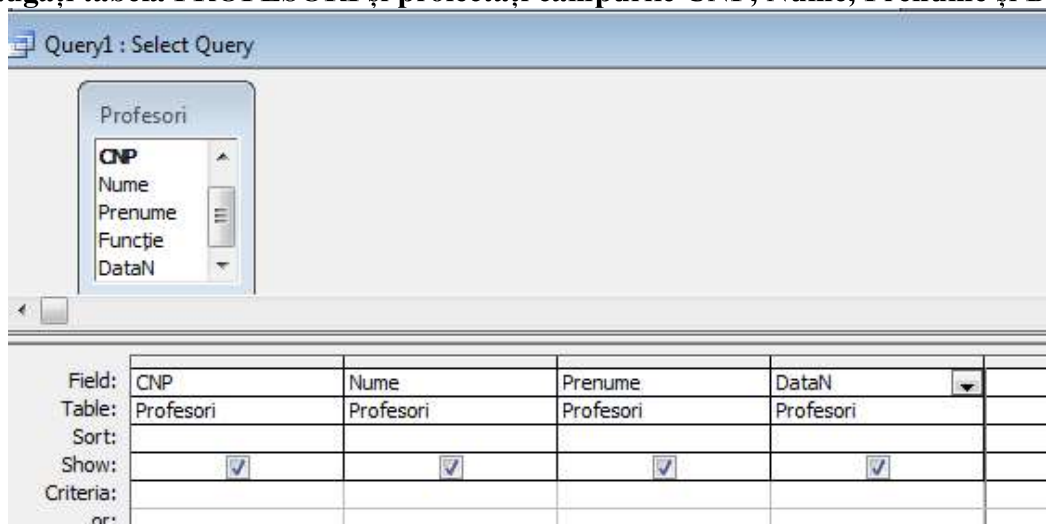 Query1 : Select Query
Profesori
CNP
Nume
Prenume
Funcție
DataN
Field: CNP Nume Prenume DataN
Table: Profesori Profesori Profesori Profesori
Sort:
Show:
Criteria:
or: